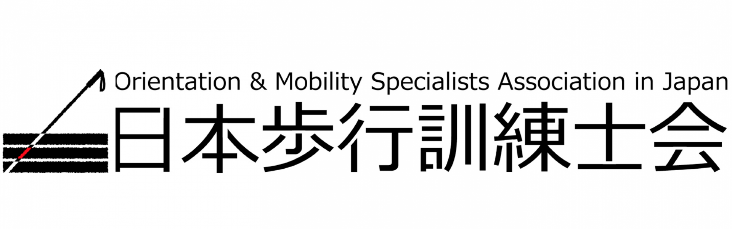 Orientation & Mobility Specialists Association in Japan
日本歩行訓練士会